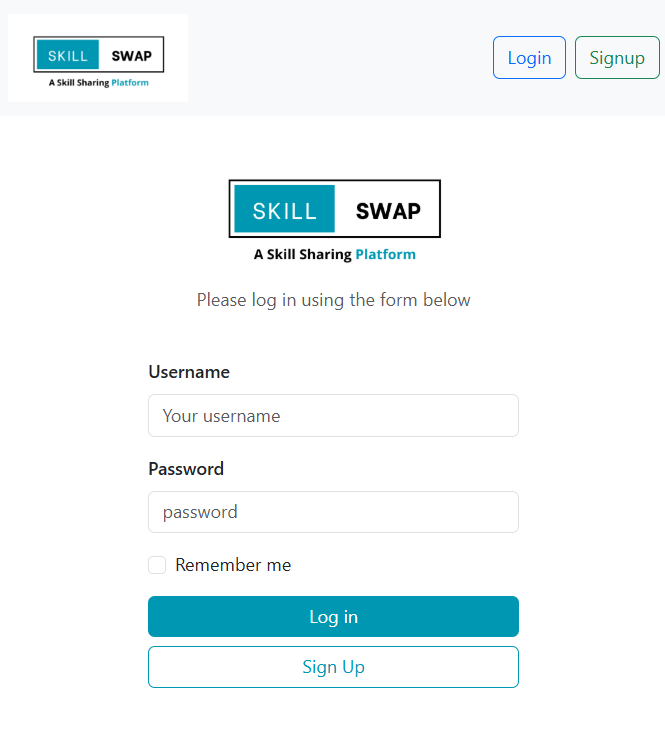 SKILL SWAP
A Skill Sharing Platform
Login Signup
SKILL SWAP
A Skill Sharing Platform
Please log in using the form below
Username
Your username
Password
password
Remember me
Log in
Sign Up